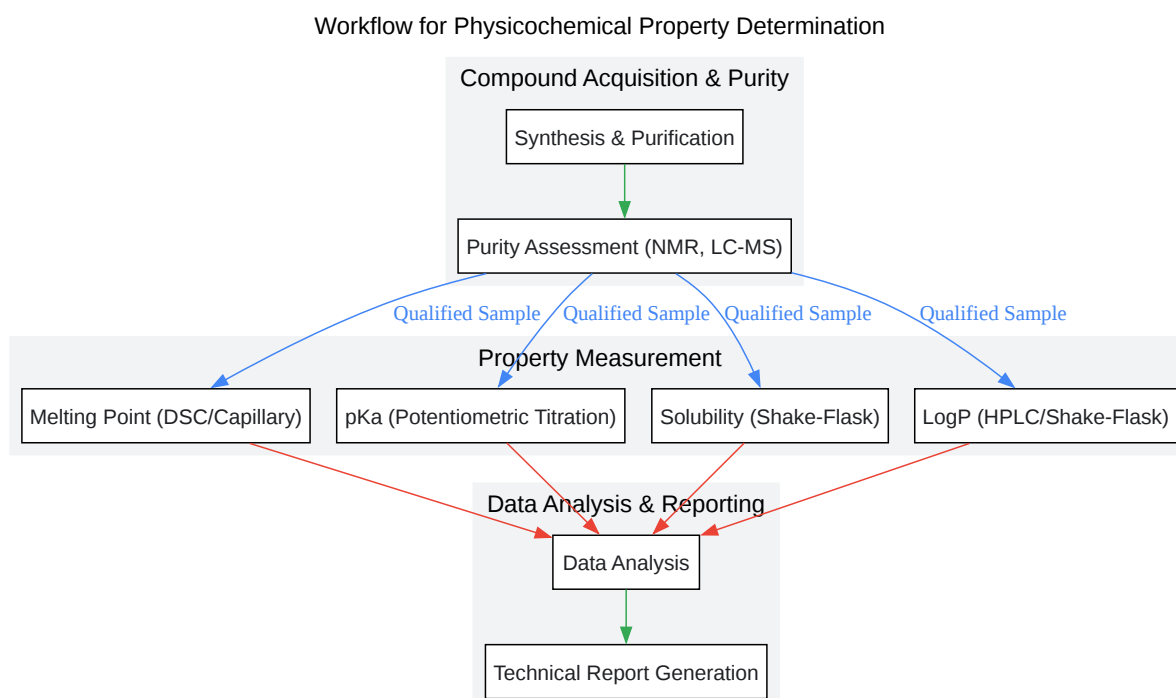 Workflow for Physicochemical Property Determination
Compound Acquisition & Purity
Synthesis & Purification
Purity Assessment (NMR, LC-MS)
Qualified Sample
Qualified Sample
Qualified Sample
Qualified Sample
Property Measurement
Melting Point (DSC/Capillary)
pKa (Potentiometric Titration)
Solubility (Shake-Flask)
LogP (HPLC/Shake-Flask)
Data Analysis & Reporting
Data Analysis
Technical Report Generation